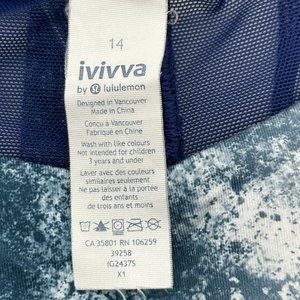 14
ivivva
by lululemon
Designed in Vancouver
Made in China
Conçu à Vancouver
Fabriqué en Chine
Wash with like colours
Not intended for children
3 years and under
Laver avec des couleurs
similaires seulement
Ne pas laisser à la portée
des enfants
de trois ans et moins
CA 35801 RN 106259
39258
IG2437S
X1